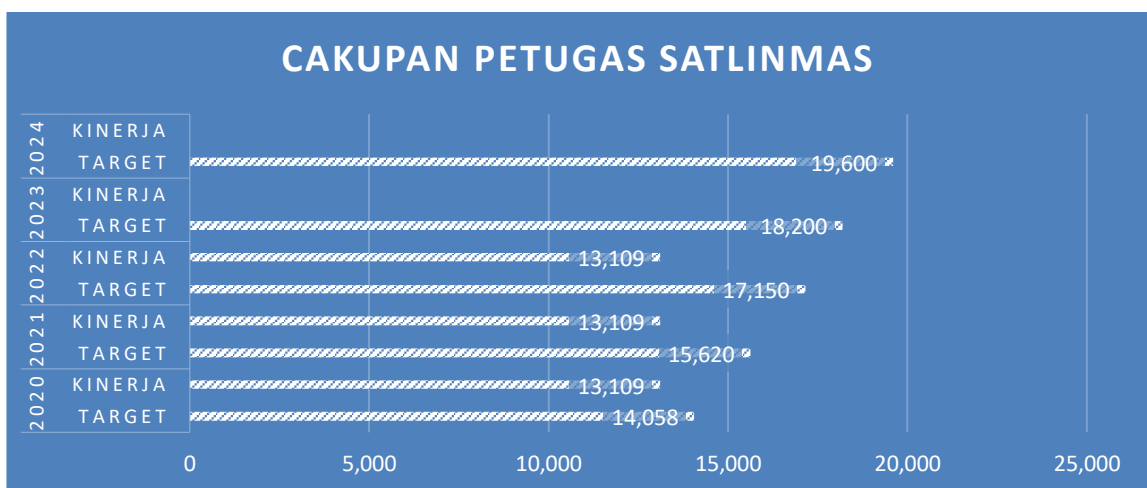 CAKUPAN PETUGAS SATLINMAS
2024
KINERJA
TARGET 19,600
2023
KINERJA
TARGET 18,200
2022
KINERJA 13,109
TARGET 17,150
2021
KINERJA 13,109
TARGET 15,620
2020
KINERJA 13,109
TARGET 14,058
0 5,000 10,000 15,000 20,000 25,000